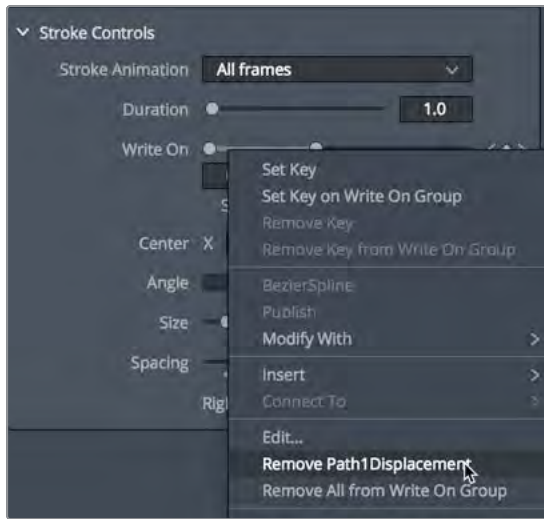 Stroke Controls
Stroke Animation All frames
Duration 1.0
Write On
Center X
Angle
Size
Spacing
Set Key
Set Key on Write On Group
Remove Key
Remove Key from Write On Group
BezierSpline
Publish
Modify With
Insert
Connect To
Edit...
Remove Path1Displacement
Remove All from Write On Group